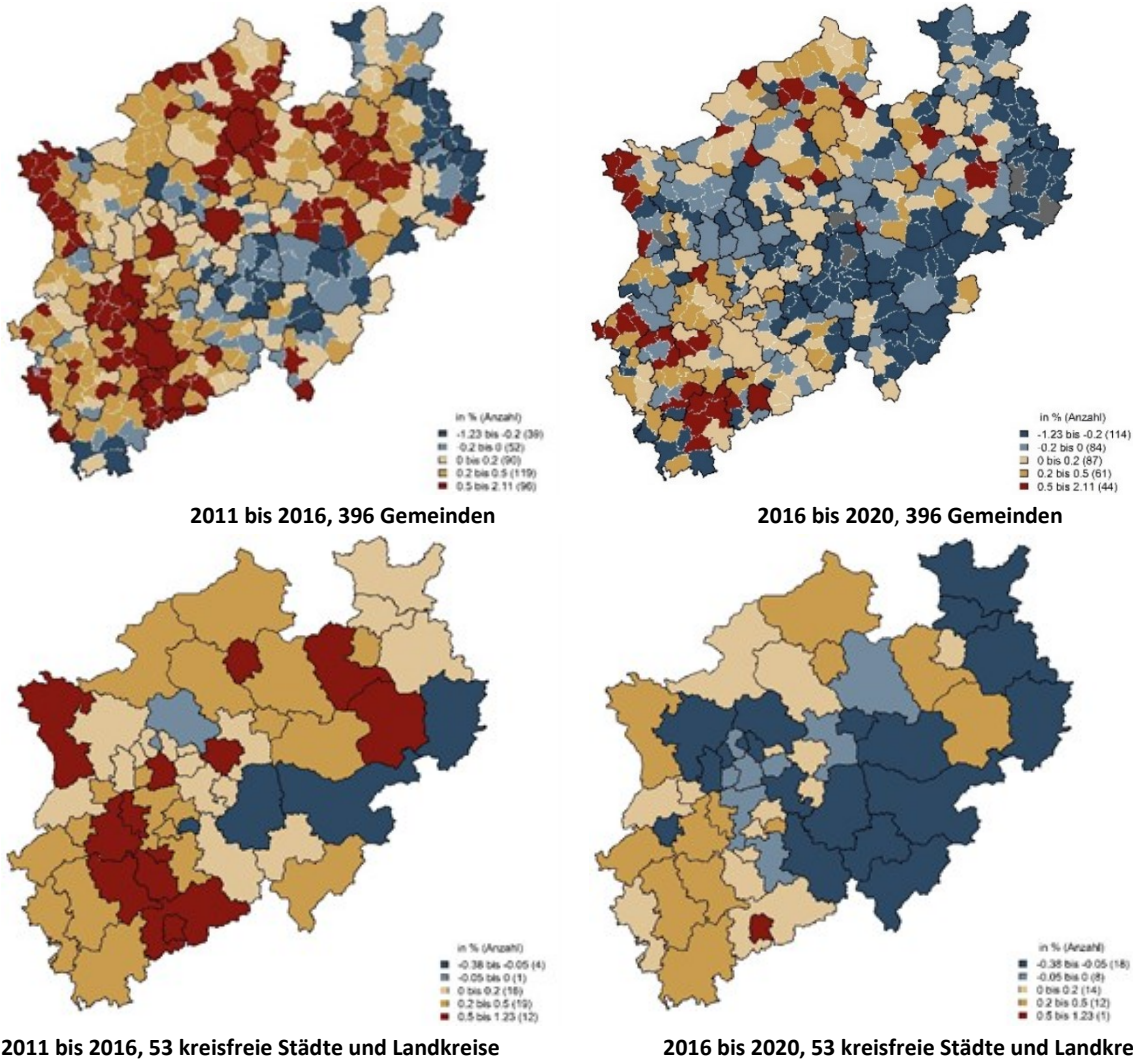 in % (Anzahl)
-1.23 bis -0.2 (39)
-0.2 bis 0 (52)
0 bis 0.2 (90)
0.2 bis 0.5 (119)
0.5 bis 2.11 (96)
2011 bis 2016, 396 Gemeinden
in % (Anzahl)
-1.23 bis -0.2 (114)
-0.2 bis 0 (84)
0 bis 0.2 (87)
0.2 bis 0.5 (61)
0.5 bis 2.11 (44)
2016 bis 2020, 396 Gemeinden
in % (Anzahl)
-0.38 bis -0.05 (4)
-0.05 bis 0 (1)
0 bis 0.2 (16)
0.2 bis 0.5 (19)
0.5 bis 1.23 (12)
2011 bis 2016, 53 kreisfreie Städte und Landkreise
in % (Anzahl)
-0.38 bis -0.05 (18)
-0.05 bis 0 (8)
0 bis 0.2 (14)
0.2 bis 0.5 (12)
0.5 bis 1.23 (1)
2016 bis 2020, 53 kreisfreie Städte und Landkre